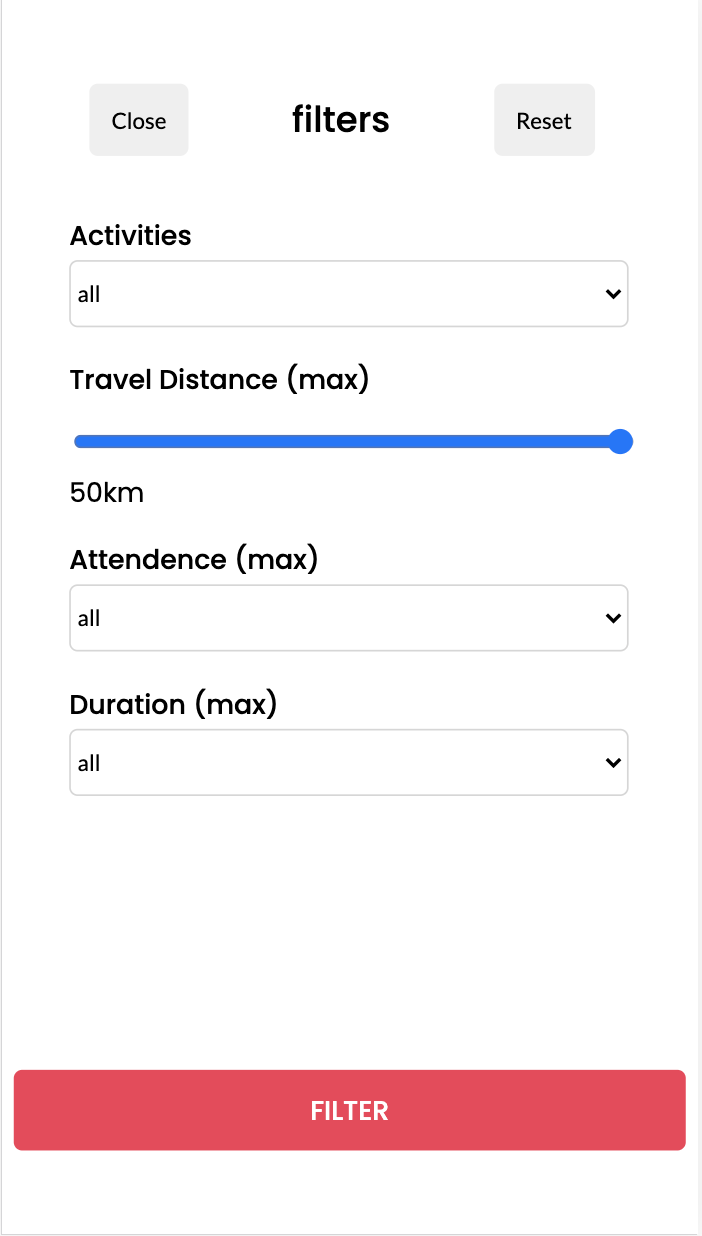 Close filters Reset
Activities
all
Travel Distance (max)
50km
Attendence (max)
all
Duration (max)
all
FILTER